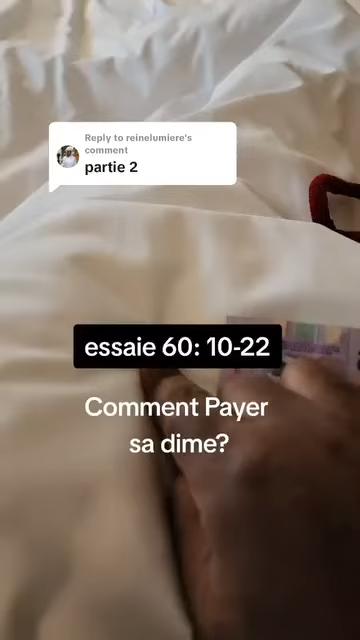 Reply to reinelumiere's
comment
partie 2
essaie 60: 10-22
Comment Payer
sa dime?